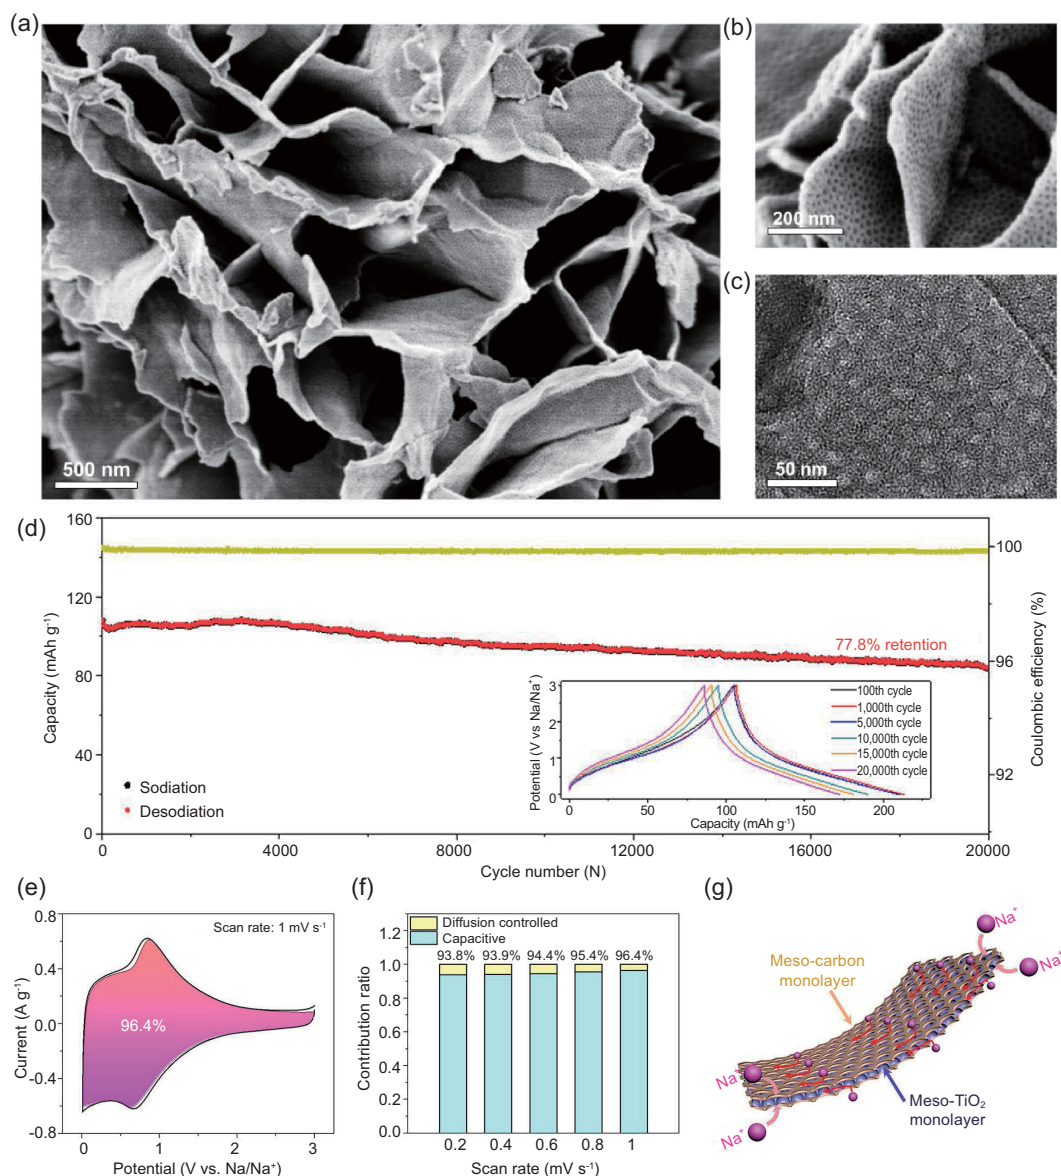 (a)
500 nm
(b)
200 nm
(c)
50 nm
(d)
160
120
80
40
0
Capacity (mAh g⁻¹)
100
96
92
Coulombic efficiency (%)
77.8% retention
Sodiation
Desodiation
0
4000
8000
12000
16000
20000
Cycle number (N)
3
2
1
0
Potential (V vs Na/Na⁺)
0
50
100
150
200
Capacity (mAh g⁻¹)
100th cycle
1,000th cycle
5,000th cycle
10,000th cycle
15,000th cycle
20,000th cycle
(e)
0.8
0.4
0.0
-0.4
-0.8
Current (A g⁻¹)
Scan rate: 1 mV s⁻¹
96.4%
0
1
2
3
Potential (V vs. Na/Na⁺)
(f)
Diffusion controlled
Capacitive
93.8% 93.9% 94.4% 95.4% 96.4%
1.2
1.0
0.8
0.6
0.4
0.2
0.0
Contribution ratio
0.2
0.4
0.6
0.8
1
Scan rate (mV s⁻¹)
(g)
Na⁺
Na⁺
Meso-carbon
monolayer
Na⁺
Na⁺
Meso-TiO₂
monolayer